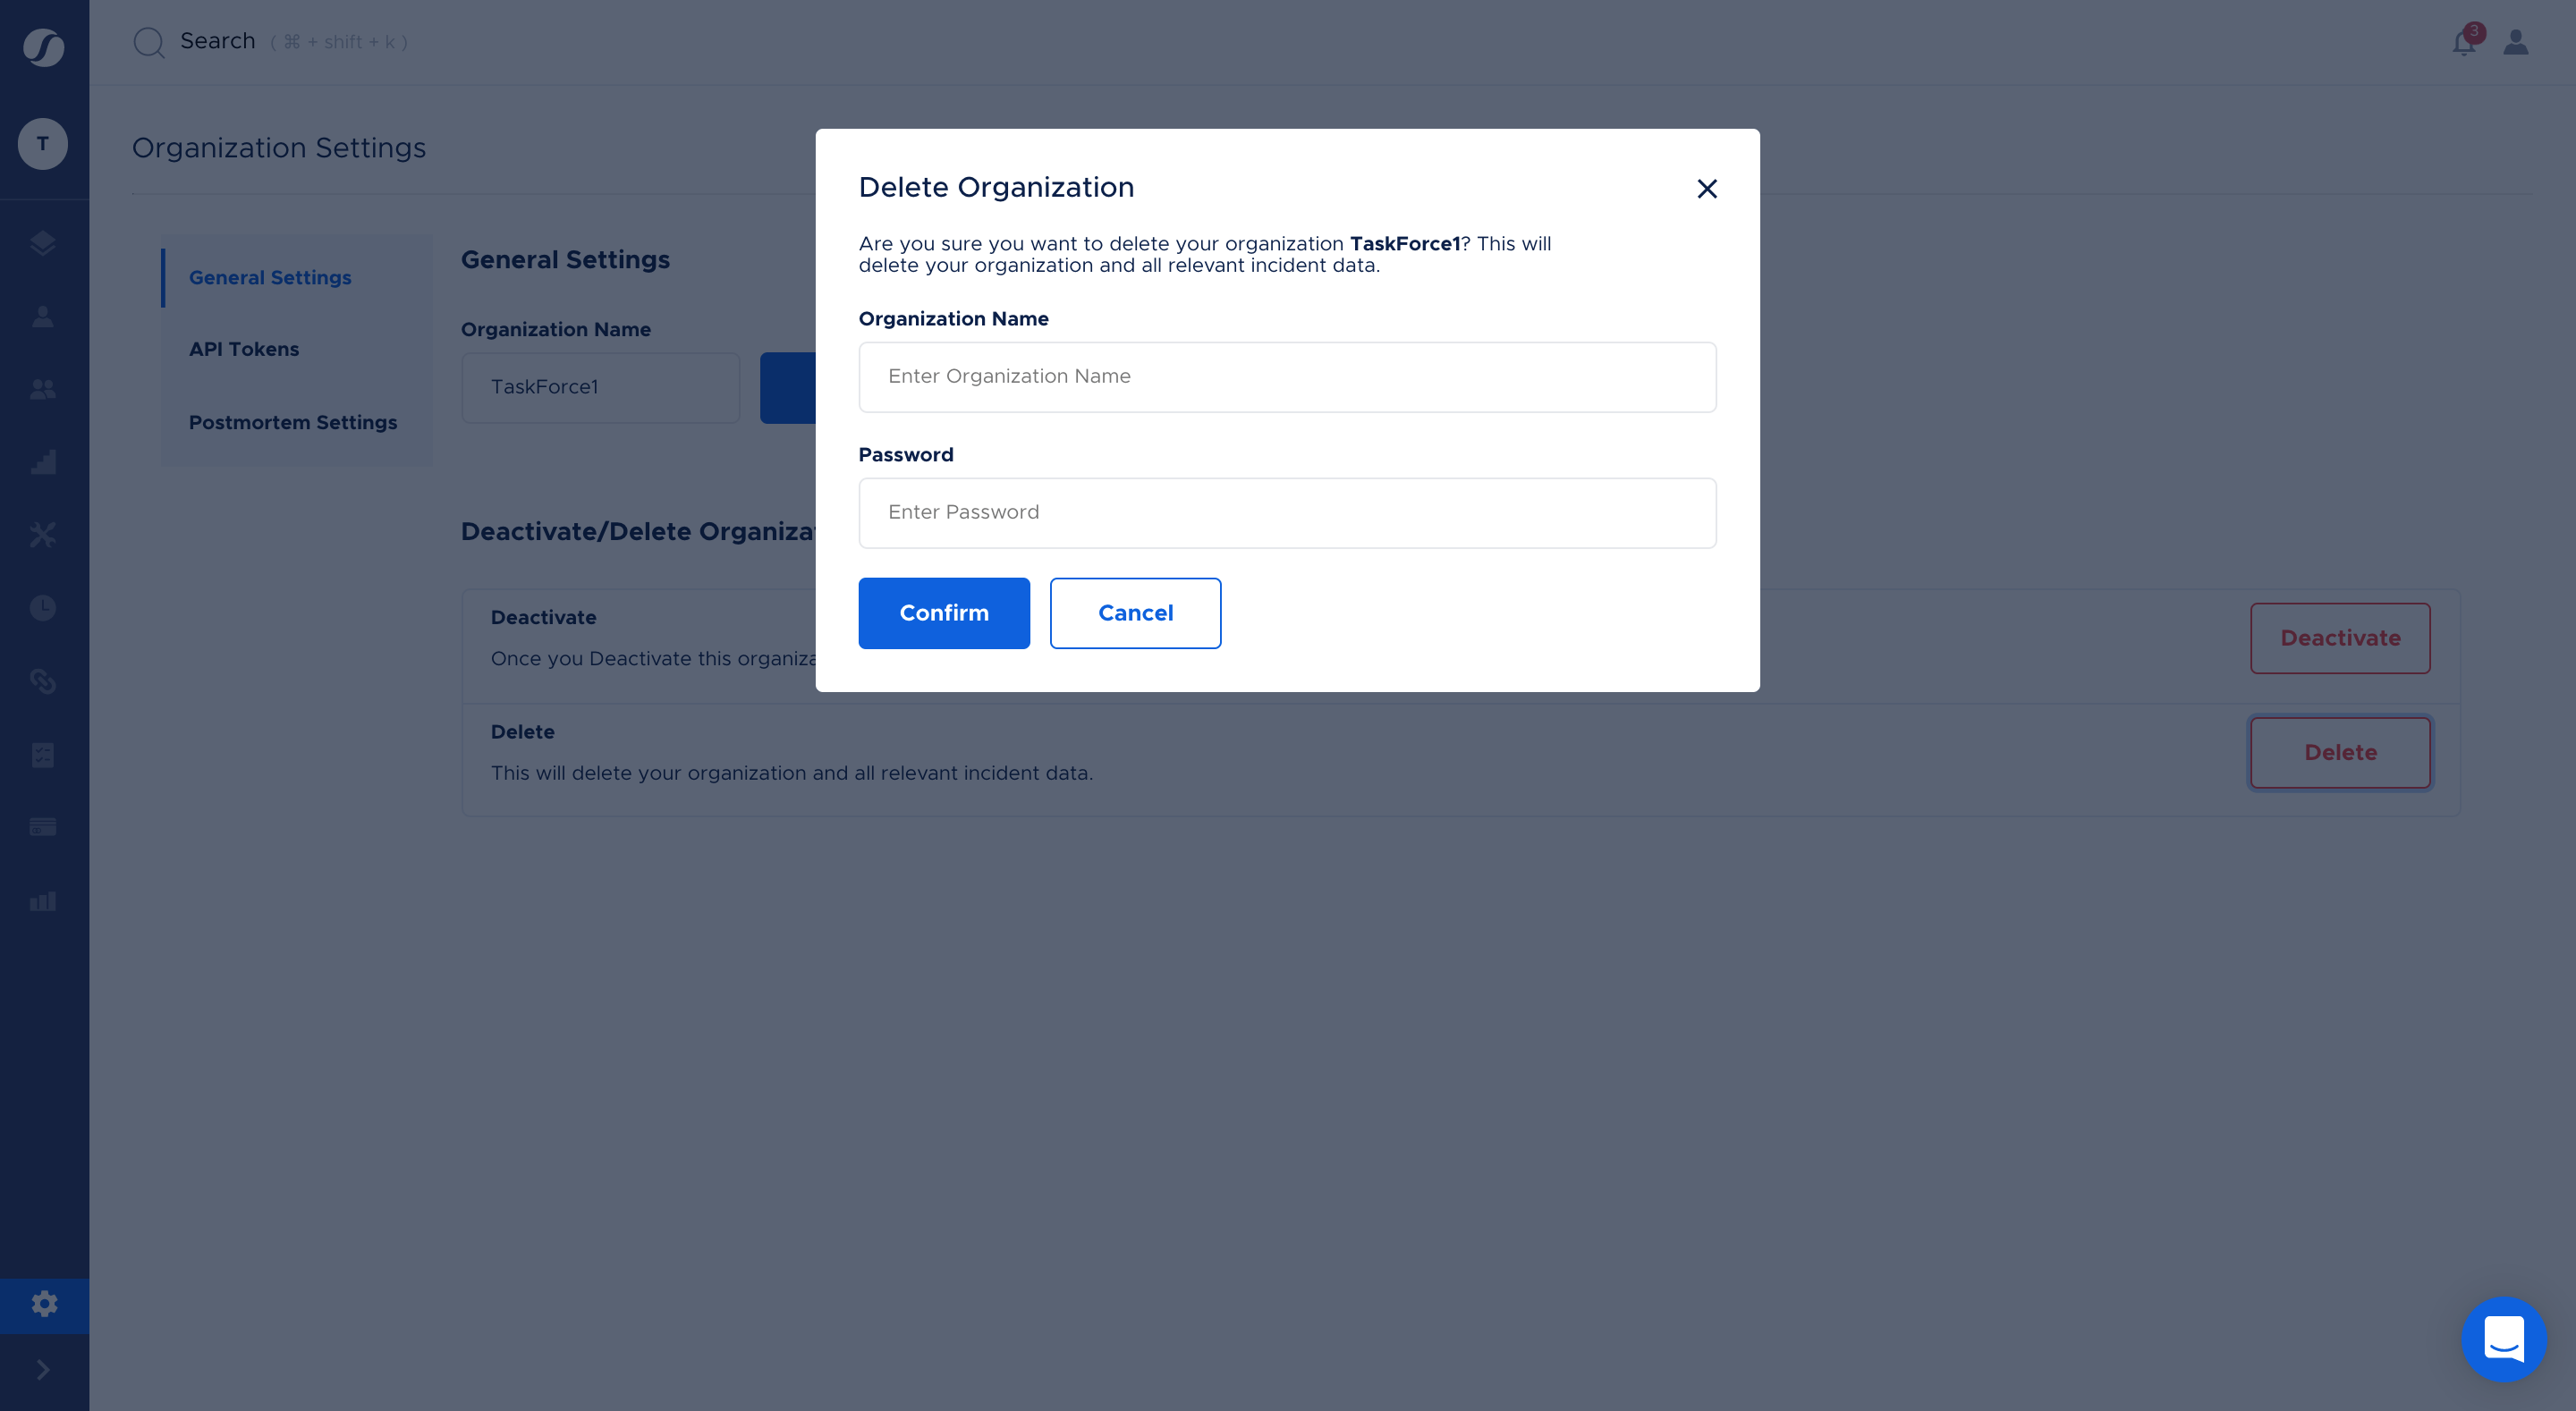 Search ( ⌘ + shift + k )
3
T
Organization Settings
General Settings
API Tokens
Postmortem Settings
General Settings
Organization Name
TaskForce1
Deactivate/Delete Organiza
Deactivate
Once you Deactivate this organiza
Deactivate
Delete
This will delete your organization and all relevant incident data.
Delete
Delete Organization
Are you sure you want to delete your organization TaskForce1? This will
delete your organization and all relevant incident data.
Organization Name
Enter Organization Name
Password
Enter Password
Confirm
Cancel